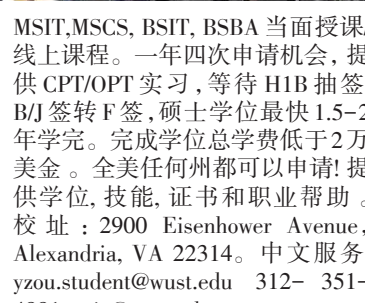 MSIT,MSCS, BSIT, BSBA 当面授课/
线上课程。一年四次申请机会, 提
供 CPT/OPT 实习,等待 H1B 抽签
B/J 签转 F 签,硕士学位最快 1.5-2
年学完。完成学位总学费低于2万
美金 。全美任何州都可以申请! 提
供学位, 技能, 证书和职业帮助 。
校 址 : 2900 Eisenhower Avenue,
Alexandria, VA 22314。 中文服务
yzou.student@wust.edu 312- 351-